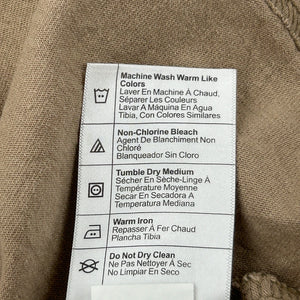 Machine Wash Warm Like
Colors
Laver En Machine À Chaud,
Séparer Les Couleurs
Lavar A Máquina En Agua
Tibia, Con Colores Similares
Non-Chlorine Bleach
Agent De Blanchiment Non
Chloré
Blanqueador Sin Cloro
Tumble Dry Medium
Sécher En Sèche-Linge À
Température Moyenne
Secar En Secadora A
Temperatura Media
Warm Iron
Repasser À Fer Chaud
Plancha Tibia
Do Not Dry Clean
Ne Pas Nettoyer À Sec
No Limpiar En Seco